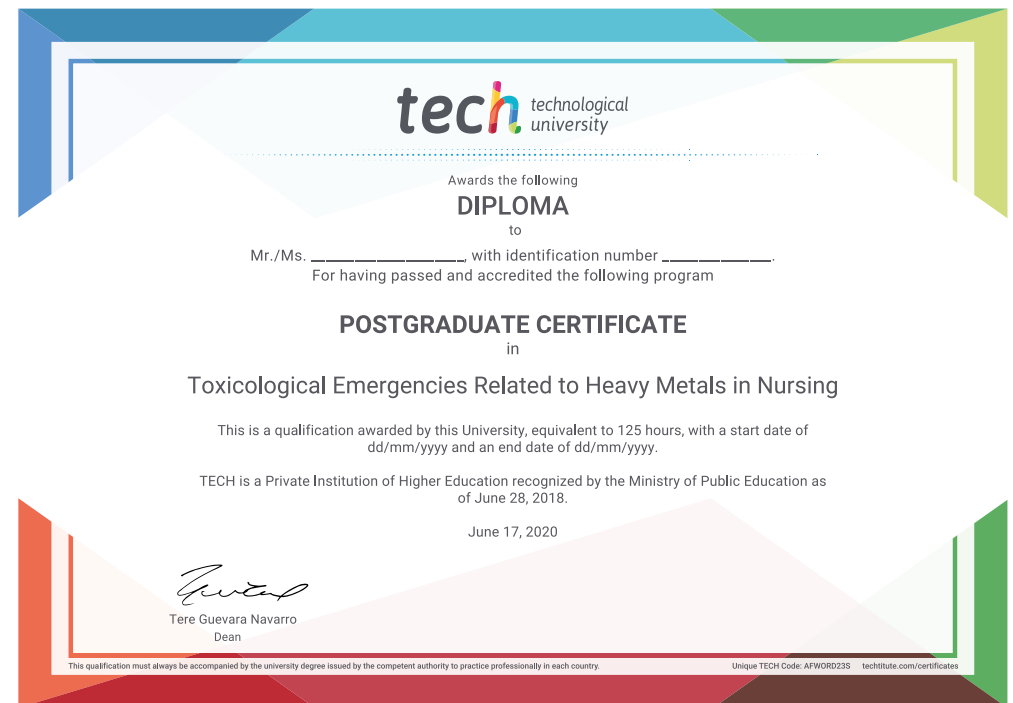 tech technological
university
Awards the following
DIPLOMA
to
Mr./Ms. ____________________, with identification number ______________.
For having passed and accredited the following program
POSTGRADUATE CERTIFICATE
in
Toxicological Emergencies Related to Heavy Metals in Nursing
This is a qualification awarded by this University, equivalent to 125 hours, with a start date of
dd/mm/yyyy and an end date of dd/mm/yyyy.
TECH is a Private Institution of Higher Education recognized by the Ministry of Public Education as
of June 28, 2018.
June 17, 2020
Tere Guevara Navarro
Dean
This qualification must always be accompanied by the university degree issued by the competent authority to practice professionally in each country.
Unique TECH Code: AFWORD23S techtitute.com/certificates